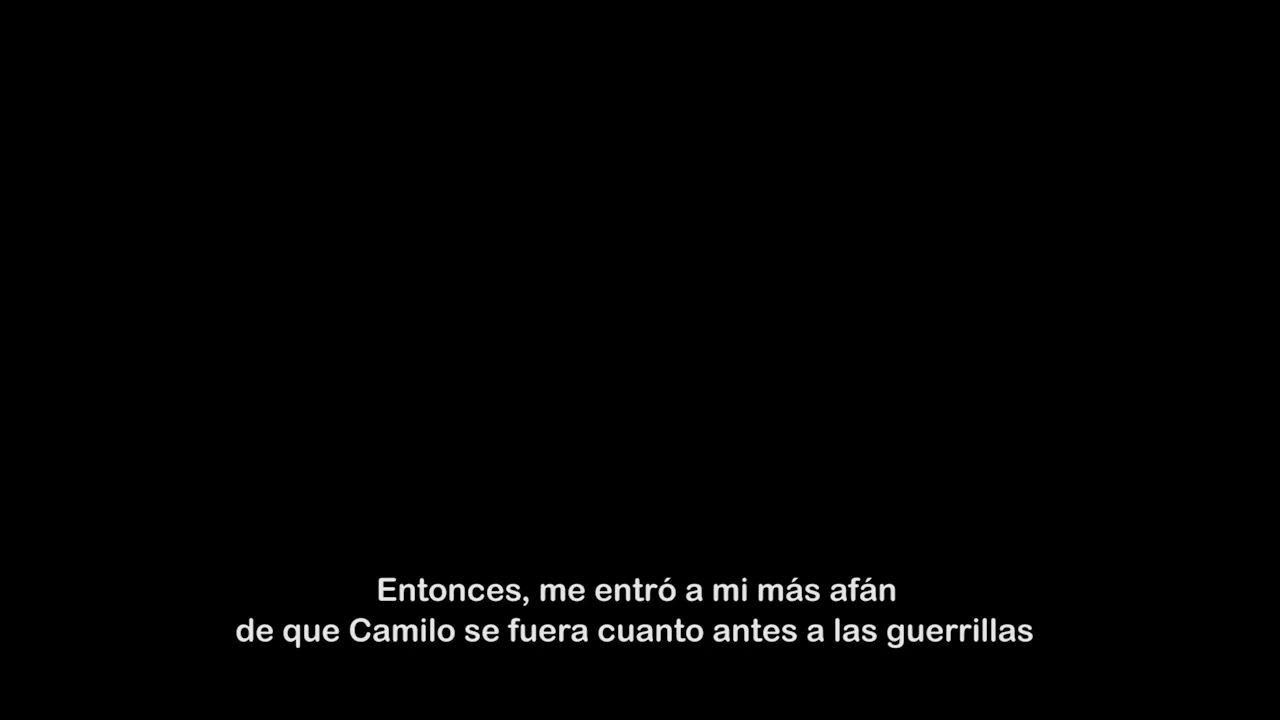 Entonces, me entró a mi más afán
de que Camilo se fuera cuanto antes a las guerrillas